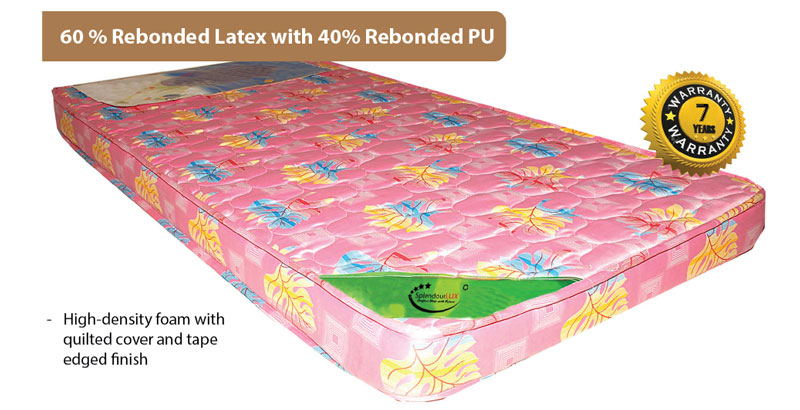 60 % Rebonded Latex with 40% Rebonded PU
WARRANTY
7
YEARS
WARRANTY
SplendourLUX
- High-density foam with
quilted cover and tape
edged finish